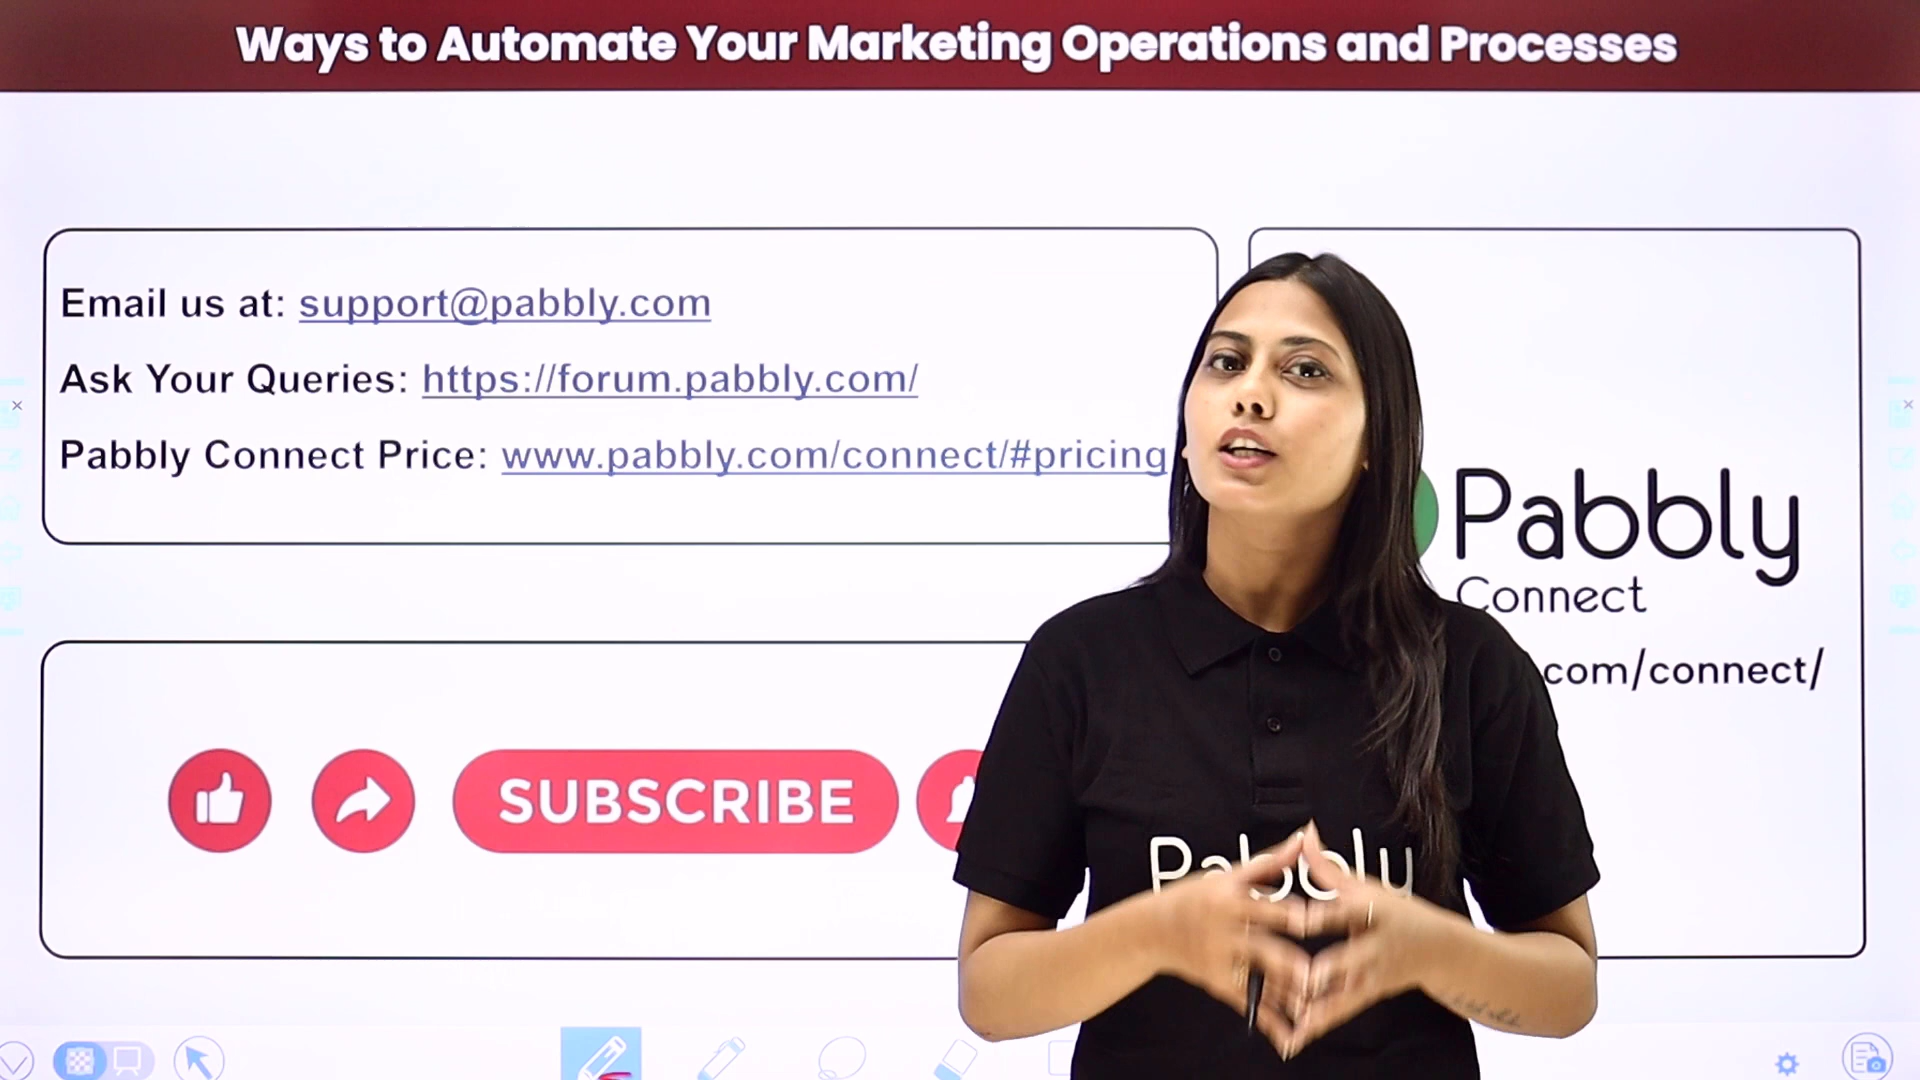 Ways to Automate Your Marketing Operations and Processes
Email us at: support@pabbly.com
Ask Your Queries: https://forum.pabbly.com/
Pabbly Connect Price: www.pabbly.com/connect/#pricing
Pabbly
Connect
.com/connect/
SUBSCRIBE
Pabbly